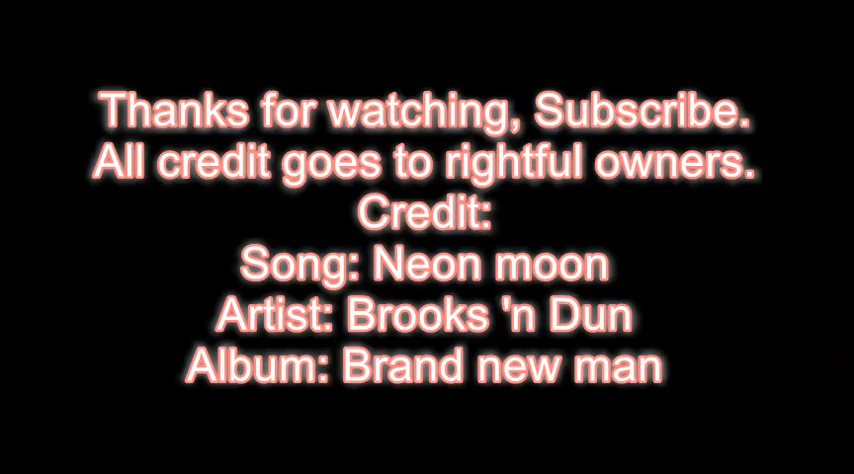 Thanks for watching, Subscribe.
All credit goes to rightful owners.
Credit:
Song: Neon moon
Artist: Brooks 'n Dun
Album: Brand new man